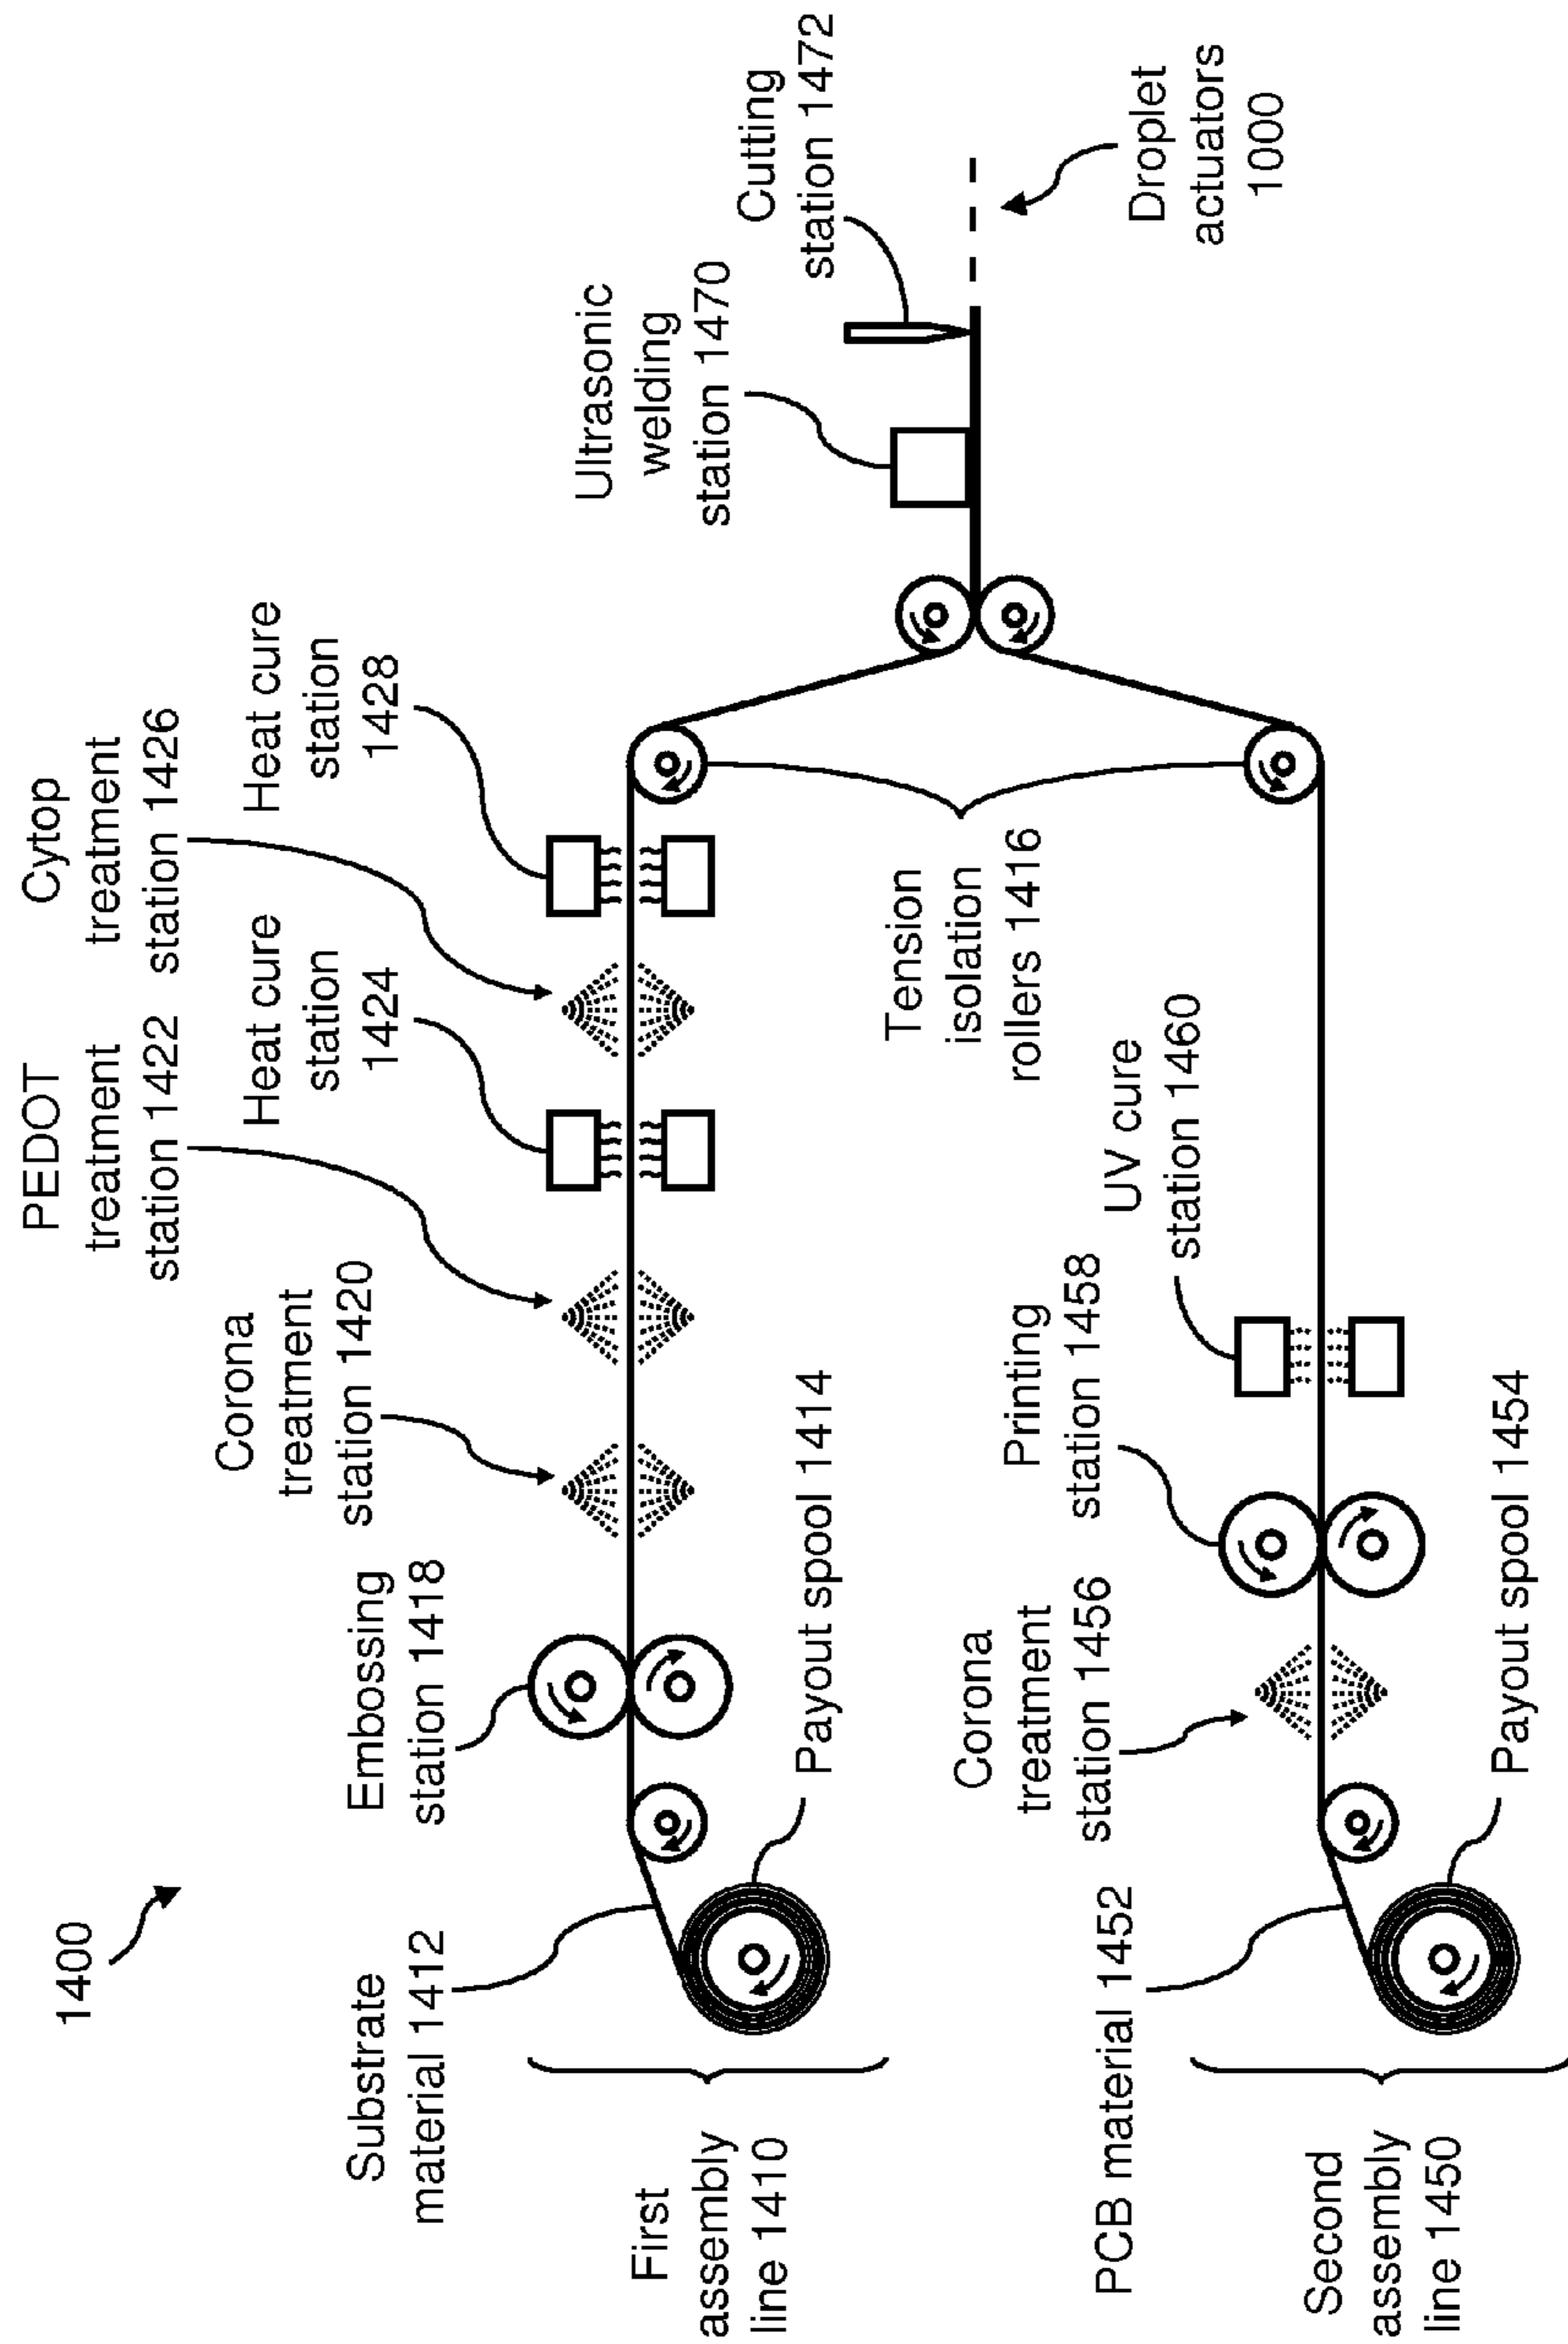 1400
PEDOT
treatment
station 1422
Cytop
treatment
station 1426
Corona
treatment
station 1420
Heat cure
station
1424
Heat cure
station
1428
Substrate
material 1412
Embossing
station 1418
Ultrasonic
welding
station 1470
Cutting
station 1472
First
assembly
line 1410
Payout spool 1414
Tension
isolation
rollers 1416
Droplet
actuators
1000
PCB material 1452
Corona
treatment
station 1456
Printing
station 1458
UV cure
station 1460
Second
assembly
line 1450
Payout spool 1454